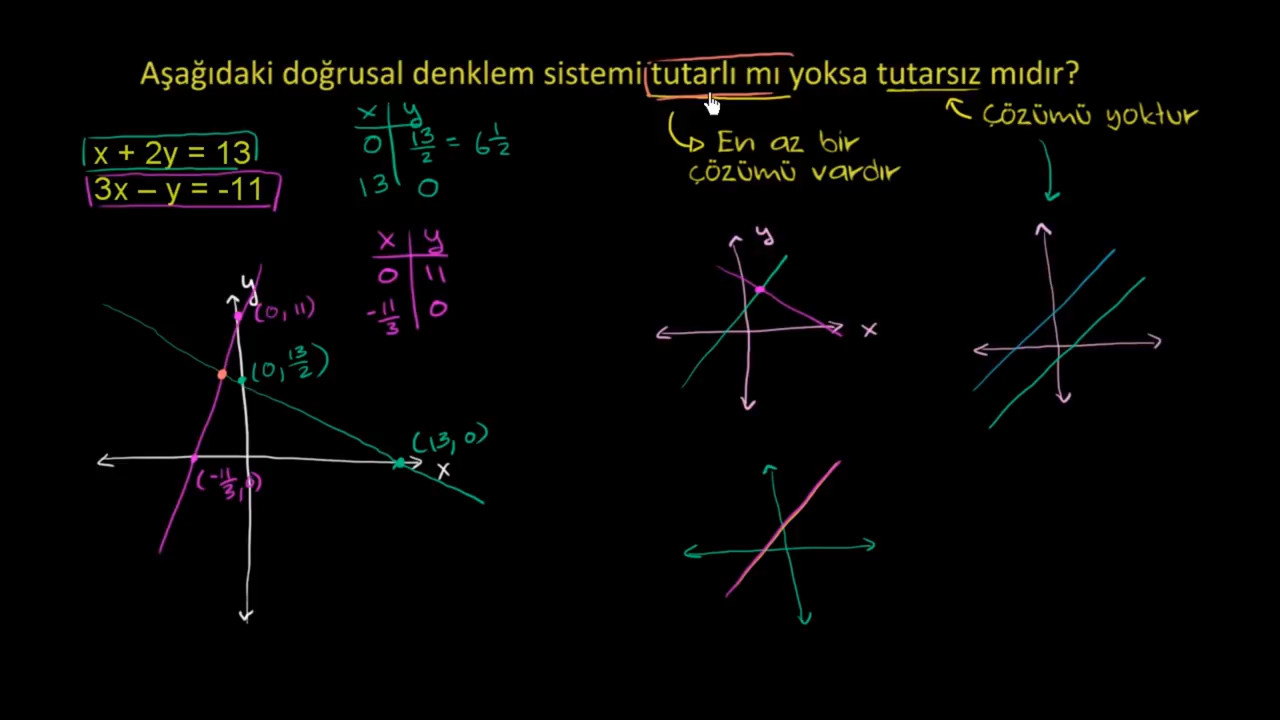 Aşağıdaki doğrusal denklem sistemi tutarlı mı yoksa tutarsız mıdır?
x + 2y = 13
3x – y = -11
x y
0 13/2 = 6 1/2
13 0
x y
0 11
-11/3 0
En az bir
çözümü vardır
Çözümü yoktur
y
(0, 11)
(0, 13/2)
(13, 0)
x
(-11/3, 0)
y
x